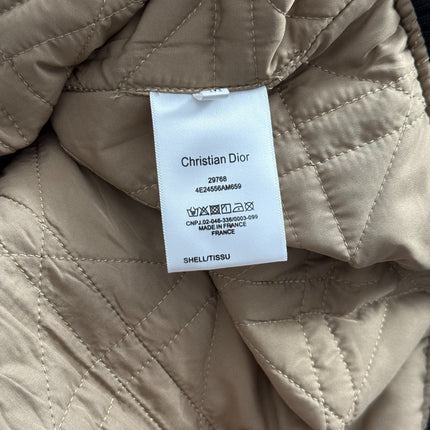 Christian Dior
29768
4E24556AM659
CNPJ.02-046-336/0003-099
MADE IN FRANCE
FRANCE
SHELL/TISSU